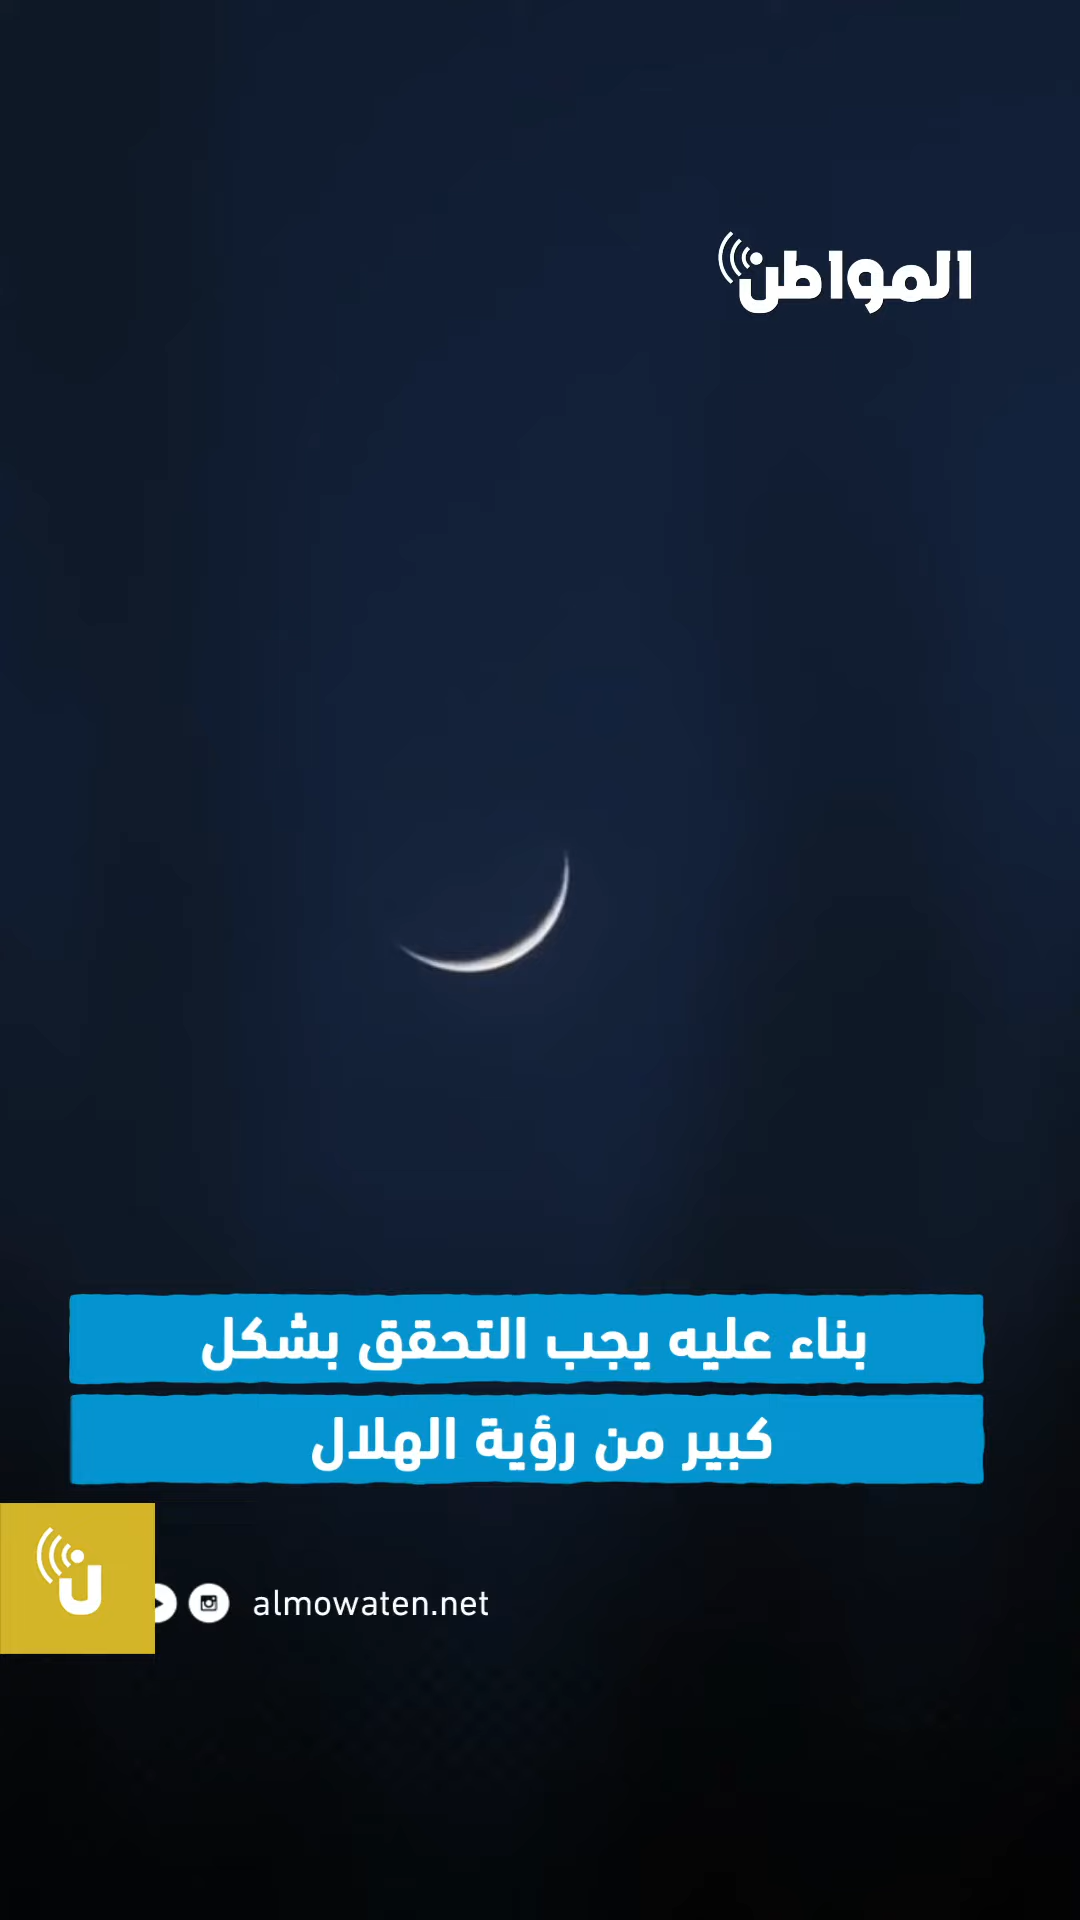 المواطن
بناء عليه يجب التحقق بشكل
كبير من رؤية الهلال
ن
almowaten.net